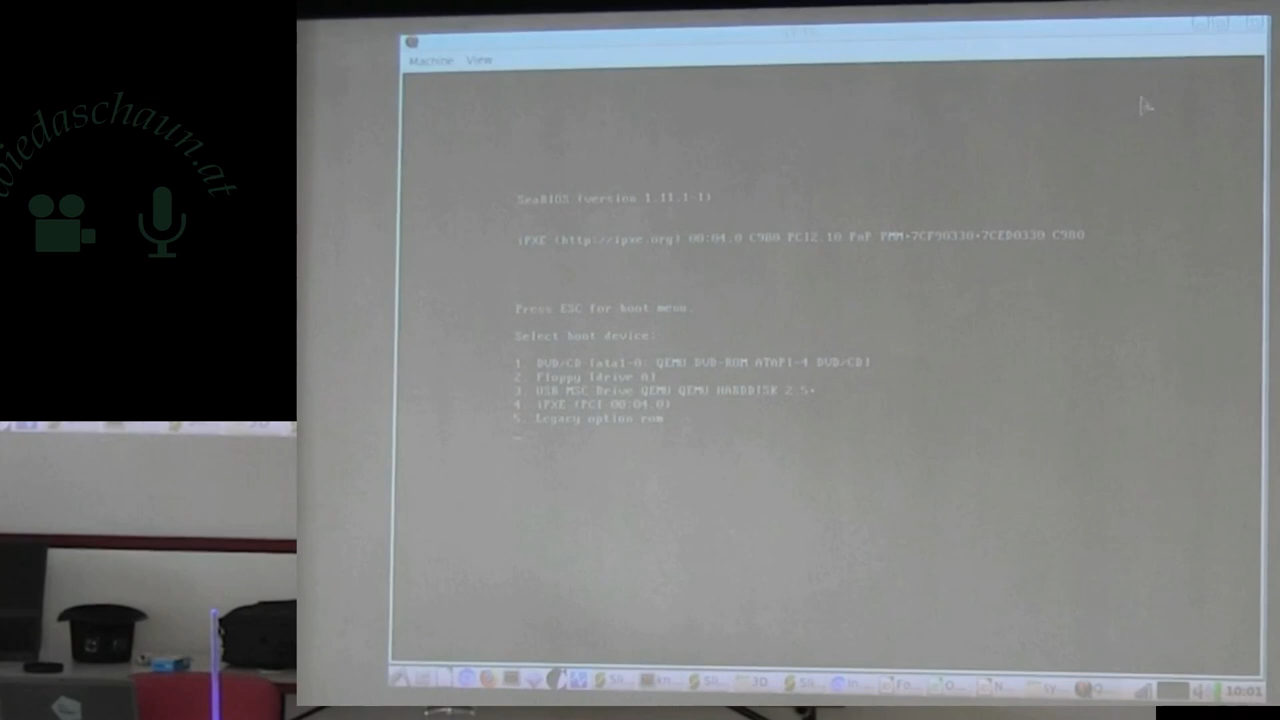 wiedaschaun.at
Machine View
SeaBIOS (version 1.11.1-1)
iPXE (http://ipxe.org) 00:04.0 C980 PCI2.10 PnP PMM+7CF90330+7CED0330 C980
Press ESC for boot menu.
Select boot device:
1. DVD/CD [ata1-0: QEMU DVD-ROM ATAPI-4 DVD/CD]
2. Floppy [drive A]
3. USB MSC Drive QEMU QEMU HARDDISK 2.5+
4. iPXE (PCI 00:04.0)
5. Legacy option rom
3D
10:01